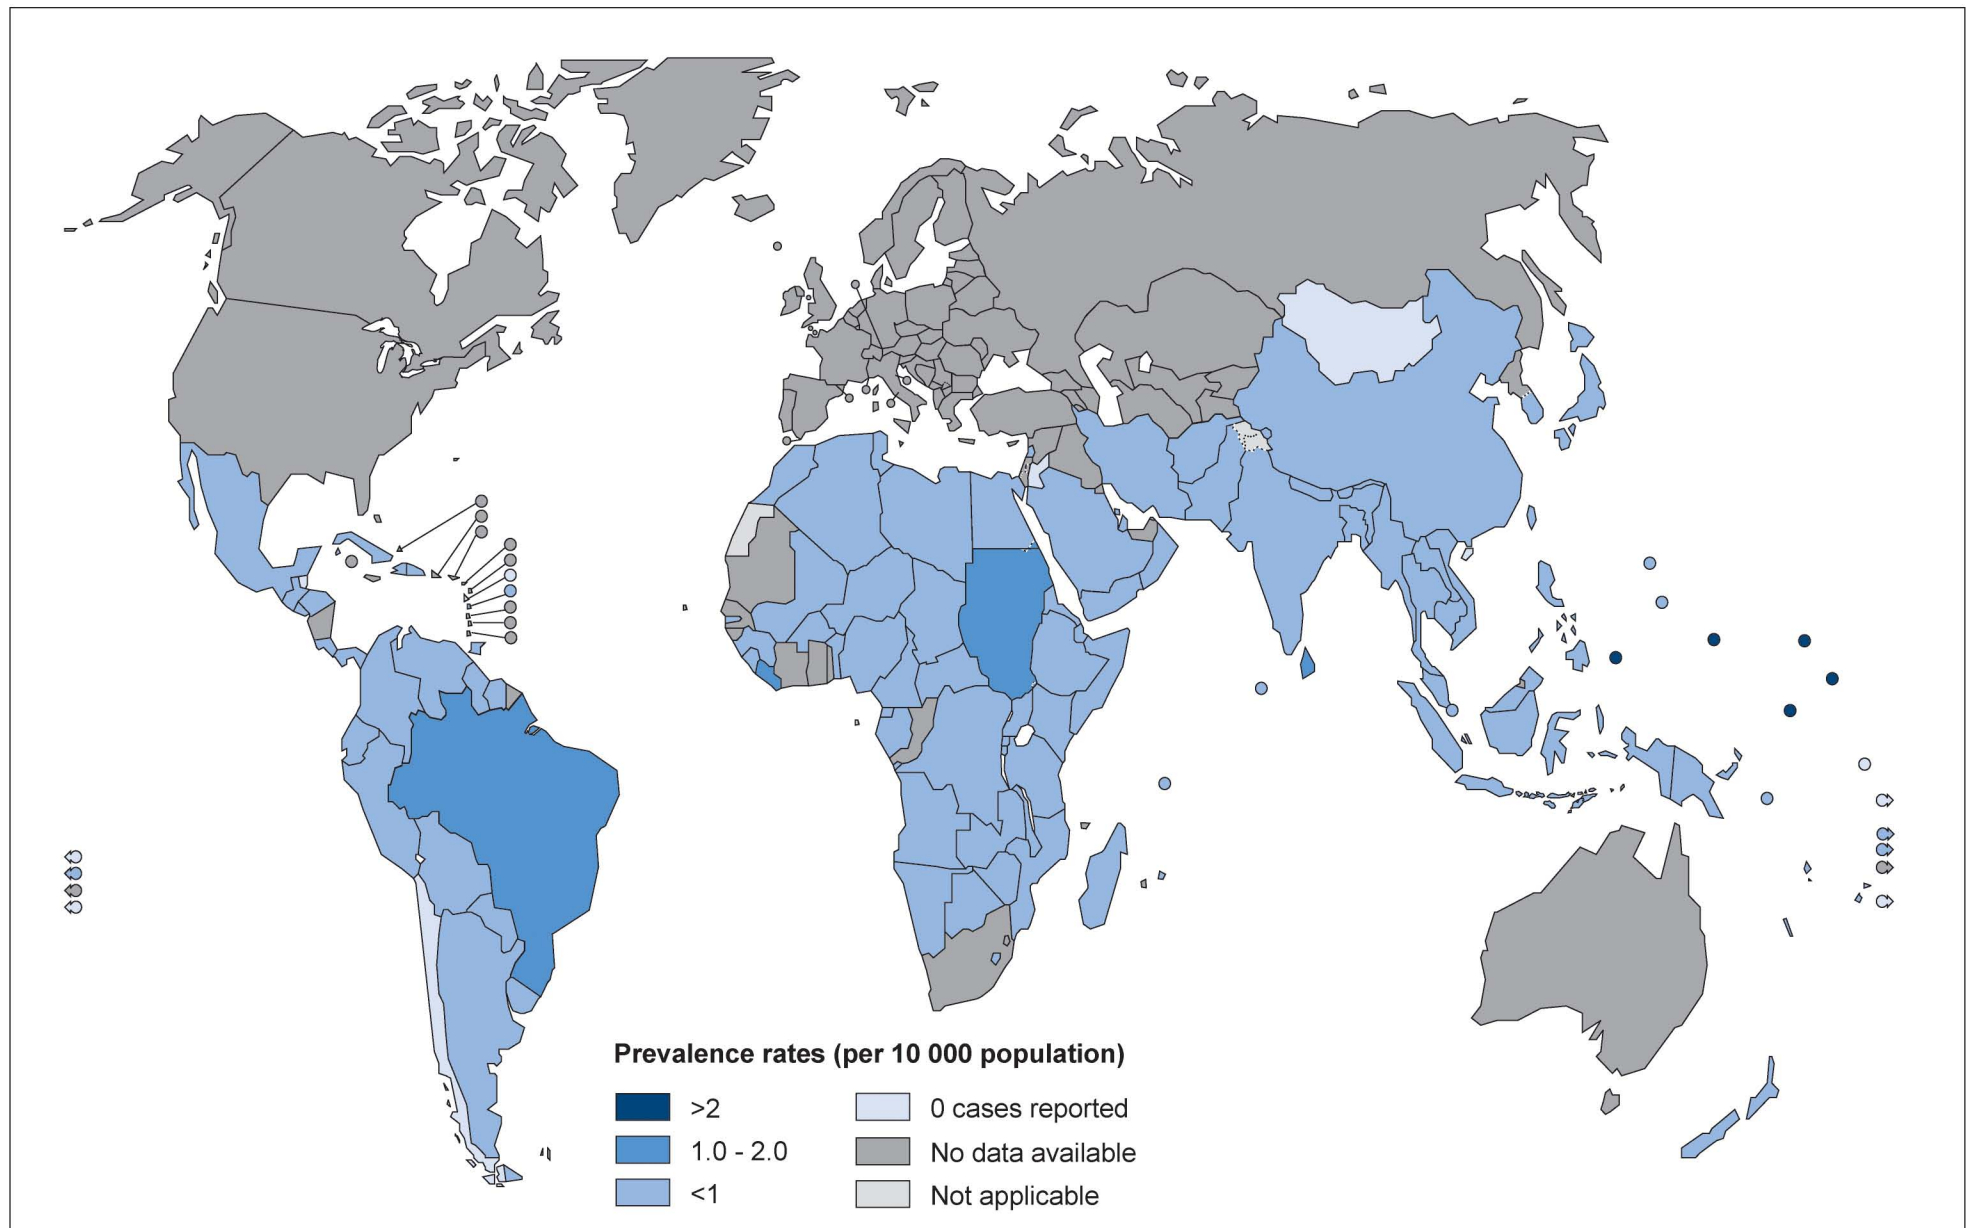 Prevalence rates (per 10 000 population)
>2
1.0 - 2.0
<1
0 cases reported
No data available
Not applicable